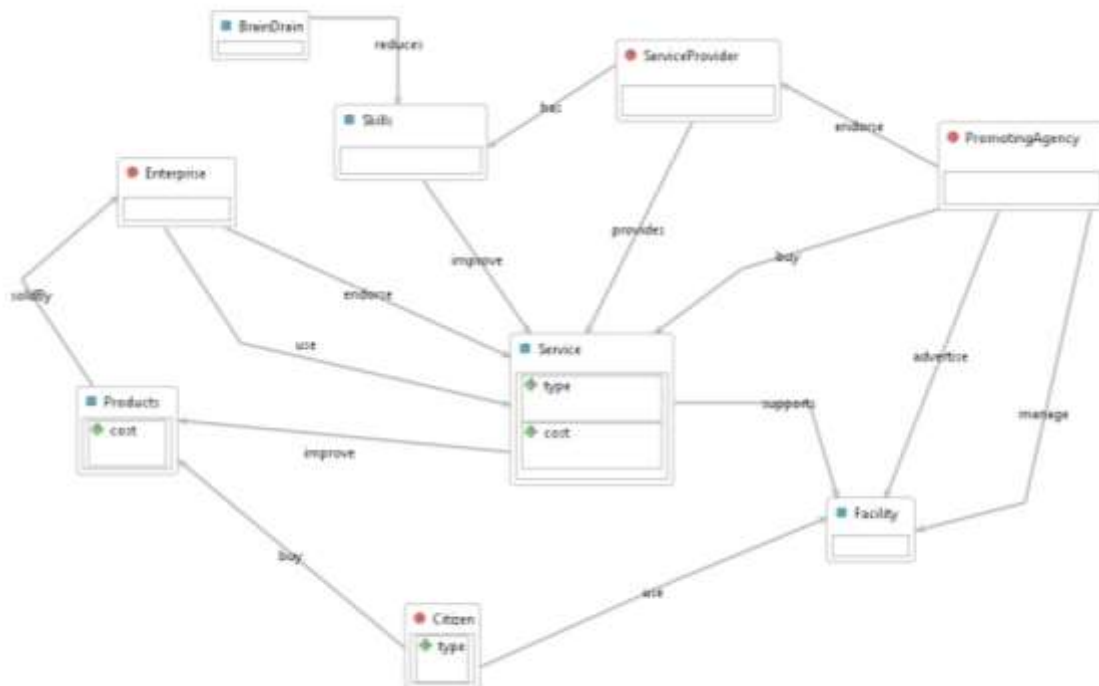 BrainDrain
reduces
ServiceProvider
Skills
has
endorse
PromotingAgency
Enterprise
provides
improve
buy
soldBy
endorse
use
Service
advertise
type
Products
supports
manage
cost
cost
improve
Facility
buy
use
Citizen
type